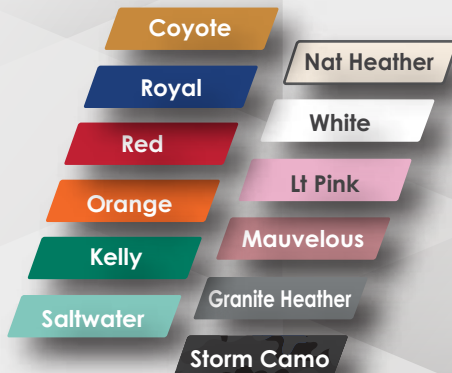 Coyote
Royal
Red
Orange
Kelly
Saltwater
Nat Heather
White
Lt Pink
Mauvelous
Granite Heather
Storm Camo